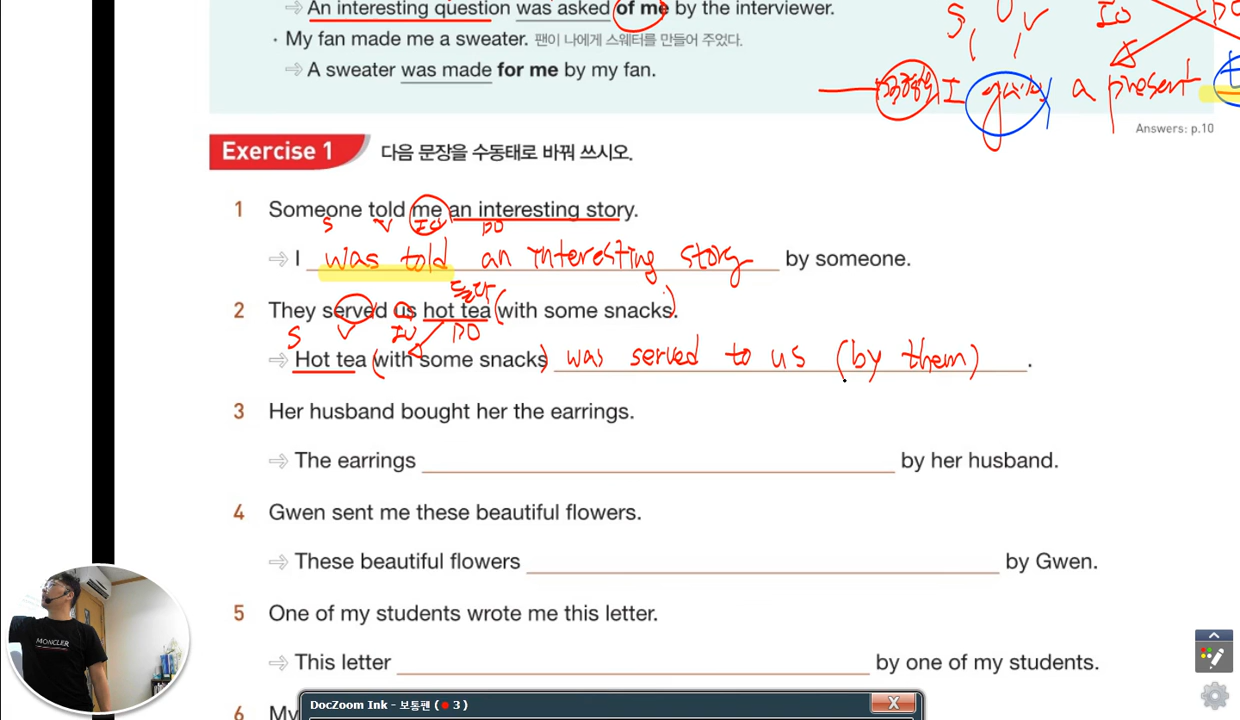 ⇨ An interesting question was asked of me by the interviewer.
· My fan made me a sweater. 팬이 나에게 스웨터를 만들어 주었다.
⇨ A sweater was made for me by my fan.
S V IO
I a present
Answers: p.10
Exercise 1 다음 문장을 수동태로 바꿔 쓰시오.
1 Someone told me an interesting story.
S V IO DO
⇨ I was told an interesting story by someone.
2 They served us hot tea (with some snacks).
S V IO DO
⇨ Hot tea (with some snacks) was served to us (by them) .
3 Her husband bought her the earrings.
⇨ The earrings by her husband.
4 Gwen sent me these beautiful flowers.
⇨ These beautiful flowers by Gwen.
MONCLER
5 One of my students wrote me this letter.
⇨ This letter by one of my students.
6 My
DocZoom Ink - 보통펜 ( 3 ) X